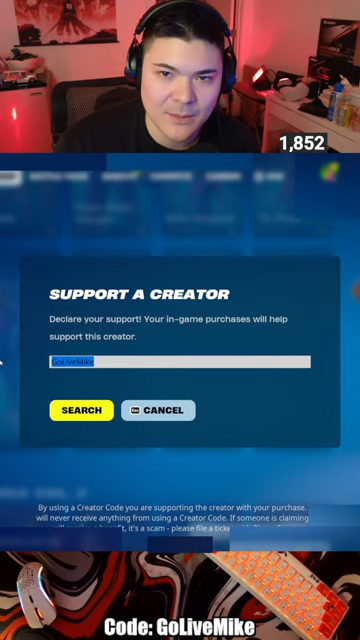 1,852
SUPPORT A CREATOR
Declare your support! Your in-game purchases will help
support this creator.
GoLiveMike
SEARCH
Esc CANCEL
By using a Creator Code you are supporting the creator with your purchase.
will never receive anything from using a Creator Code. If someone is claiming
it's a scam - please file a
Code: GoLiveMike